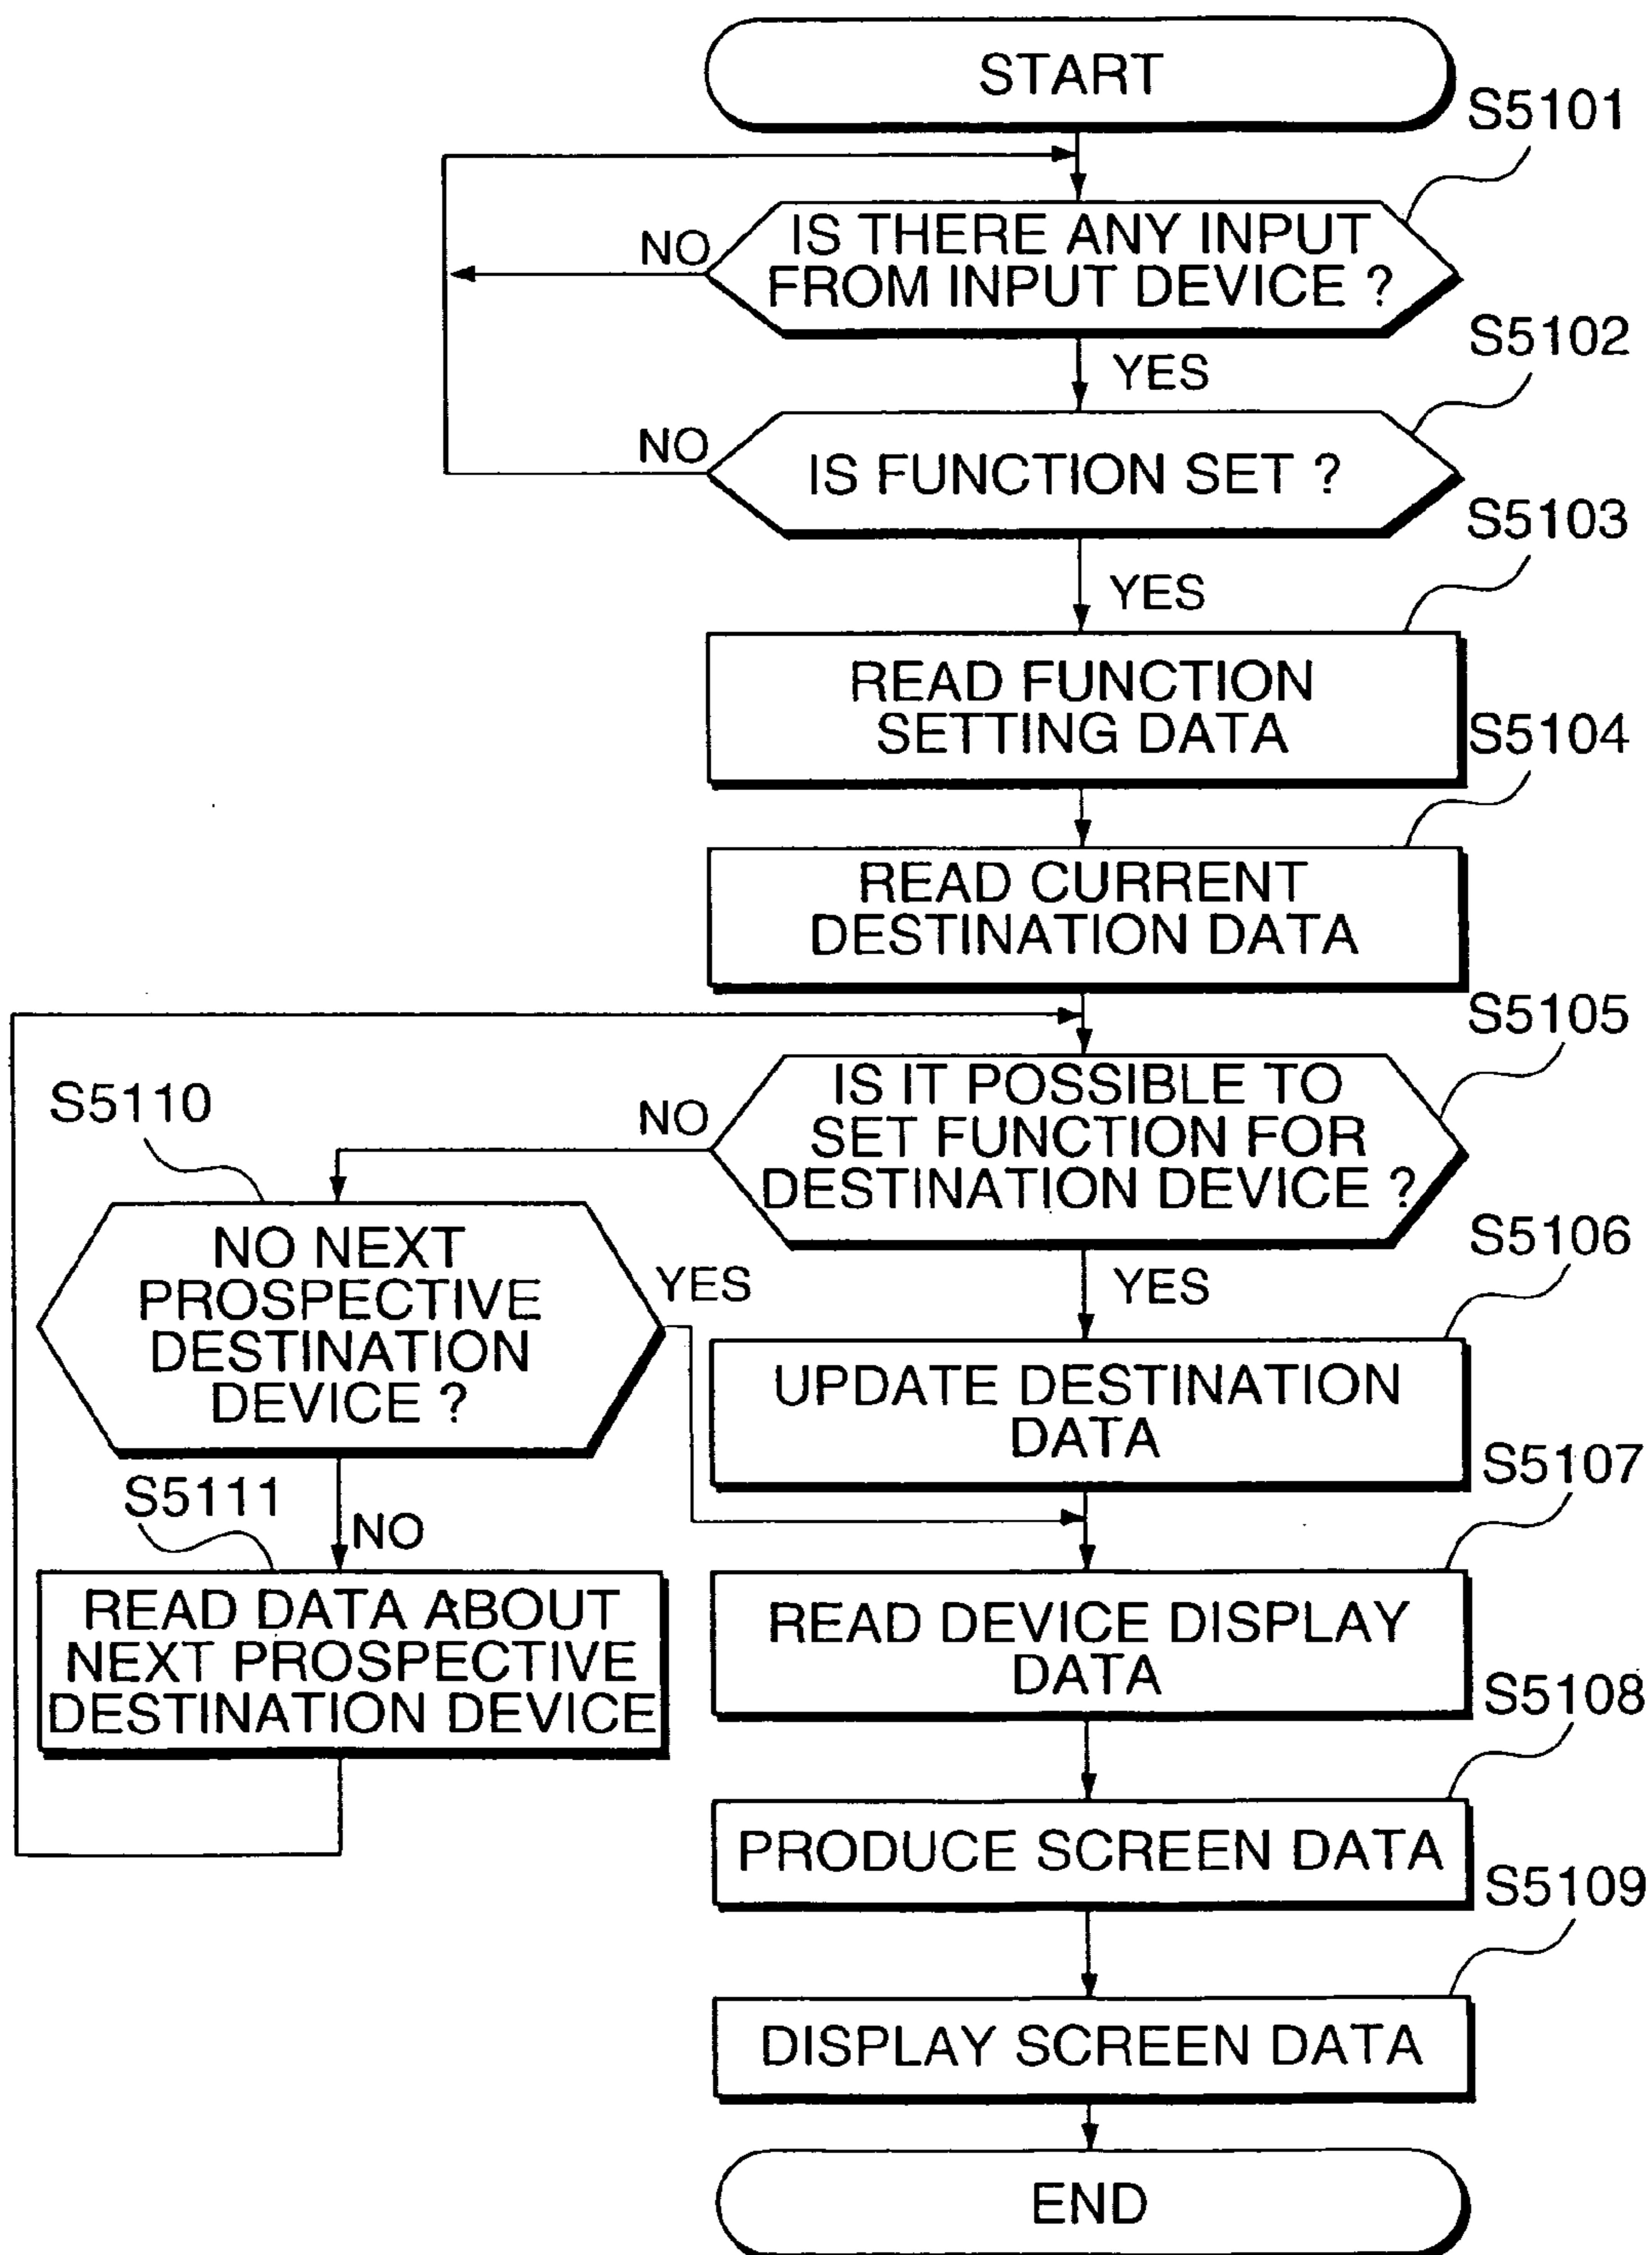 START
S5101
IS THERE ANY INPUT
FROM INPUT DEVICE ?
NO
YES
S5102
IS FUNCTION SET ?
NO
YES
S5103
READ FUNCTION
SETTING DATA
S5104
READ CURRENT
DESTINATION DATA
S5105
IS IT POSSIBLE TO
SET FUNCTION FOR
DESTINATION DEVICE ?
NO
YES
S5110
NO NEXT
PROSPECTIVE
DESTINATION
DEVICE ?
YES
NO
S5106
UPDATE DESTINATION
DATA
S5111
READ DATA ABOUT
NEXT PROSPECTIVE
DESTINATION DEVICE
S5107
READ DEVICE DISPLAY
DATA
S5108
PRODUCE SCREEN DATA
S5109
DISPLAY SCREEN DATA
END